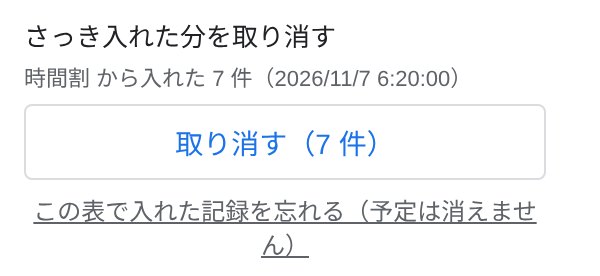 さっき入れた分を取り消す
時間割 から入れた 7 件（2026/11/7 6:20:00）
取り消す（7 件）
この表で入れた記録を忘れる（予定は消えませ
ん）